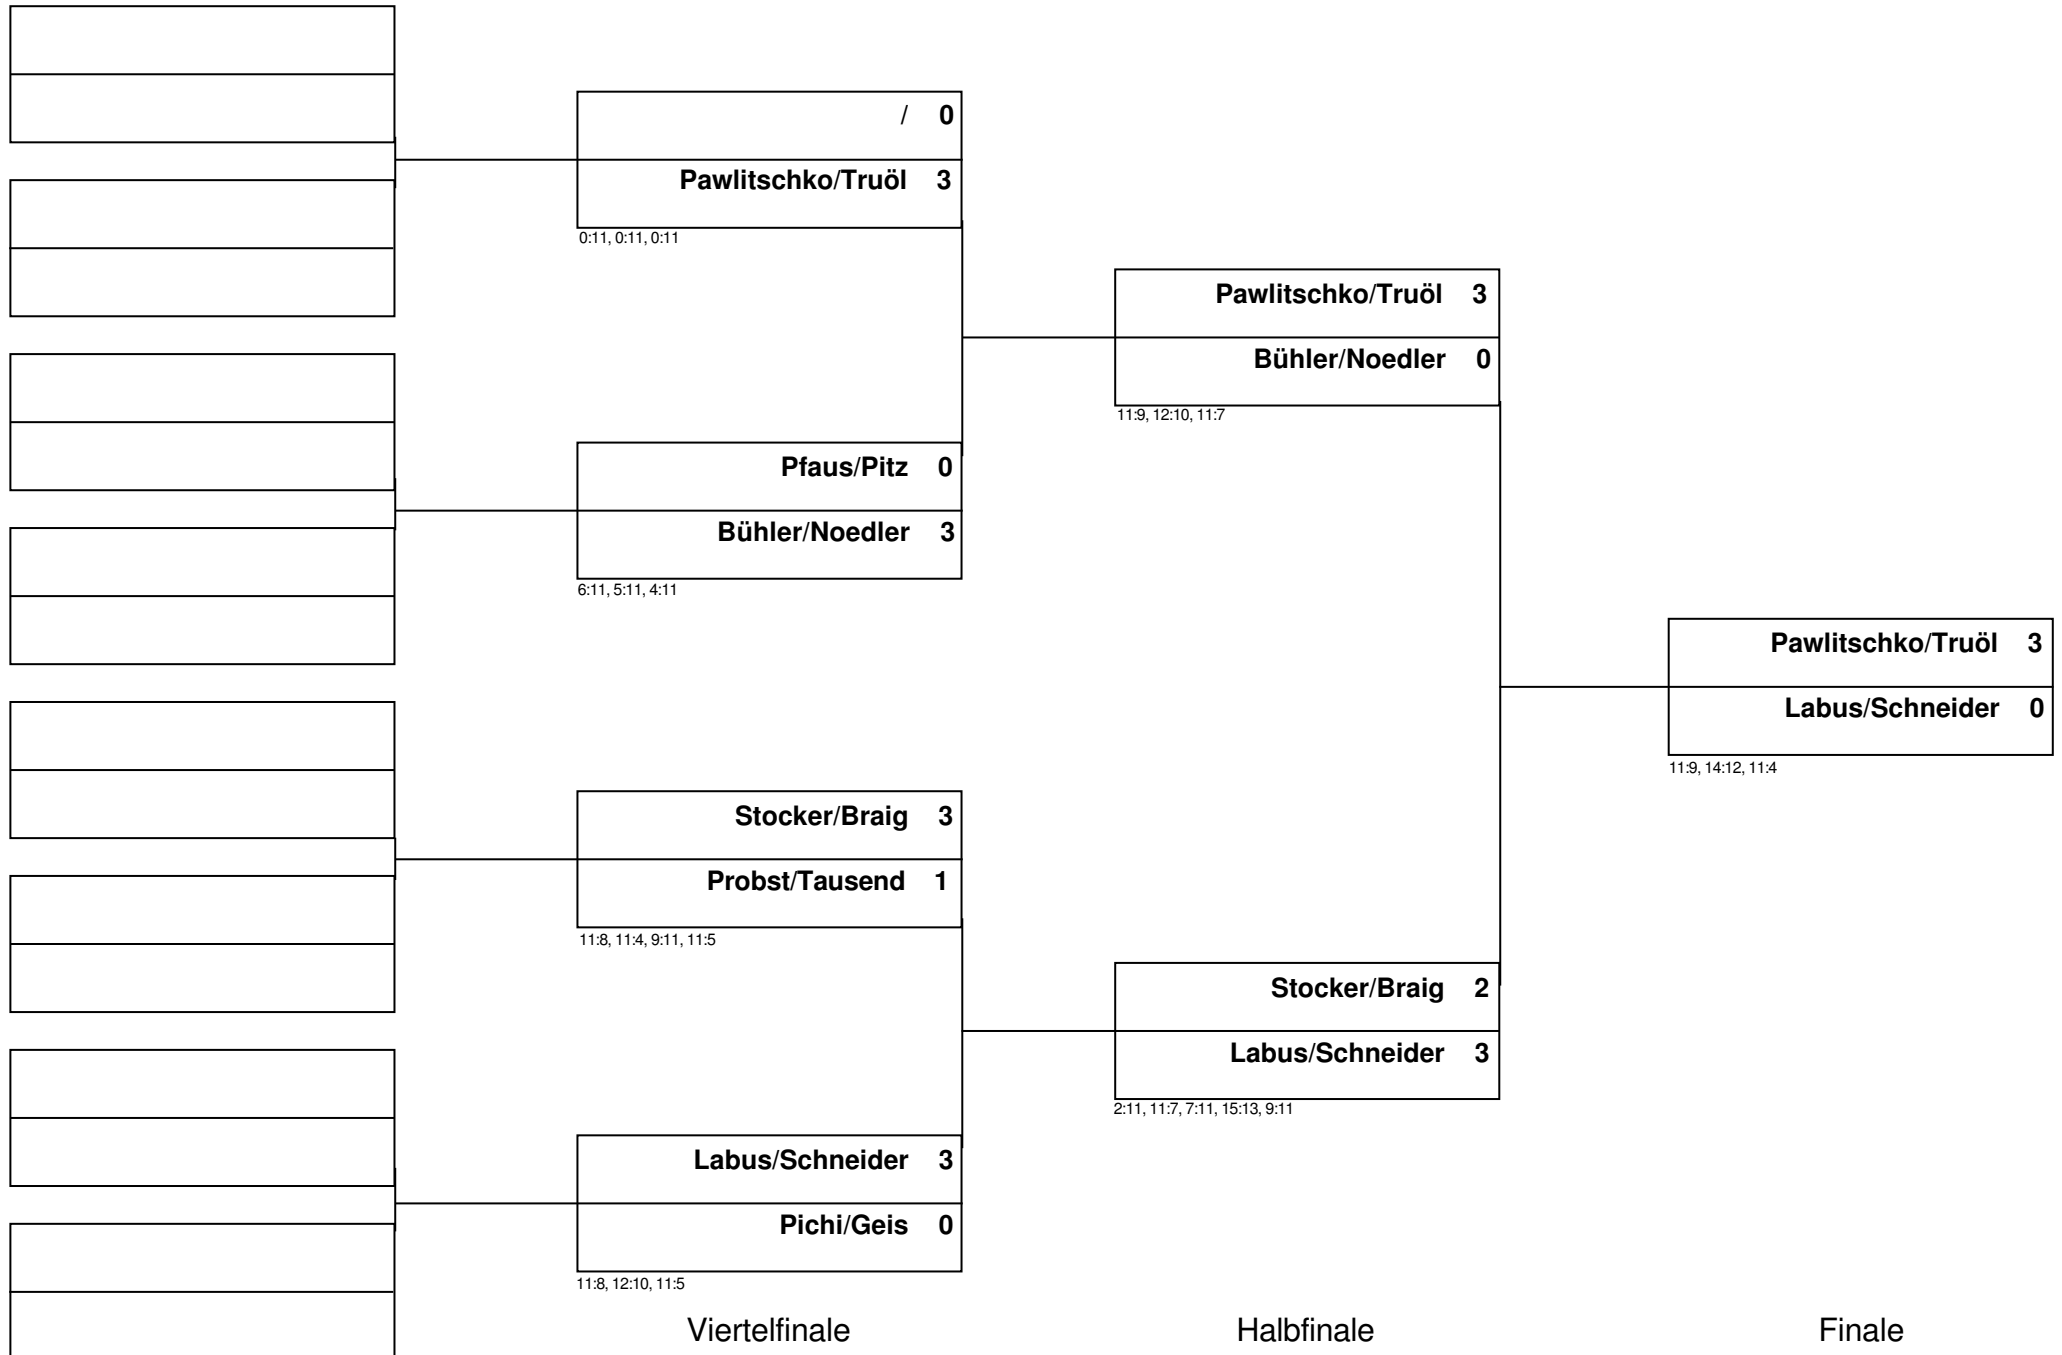 / 0
Pawlitschko/Truöl 3
0:11, 0:11, 0:11
Pfaus/Pitz 0
Bühler/Noedler 3
6:11, 5:11, 4:11
Stocker/Braig 3
Probst/Tausend 1
11:8, 11:4, 9:11, 11:5
Labus/Schneider 3
Pichi/Geis 0
11:8, 12:10, 11:5
Viertelfinale
Pawlitschko/Truöl 3
Bühler/Noedler 0
11:9, 12:10, 11:7
Stocker/Braig 2
Labus/Schneider 3
2:11, 11:7, 7:11, 15:13, 9:11
Halbfinale
Pawlitschko/Truöl 3
Labus/Schneider 0
11:9, 14:12, 11:4
Finale